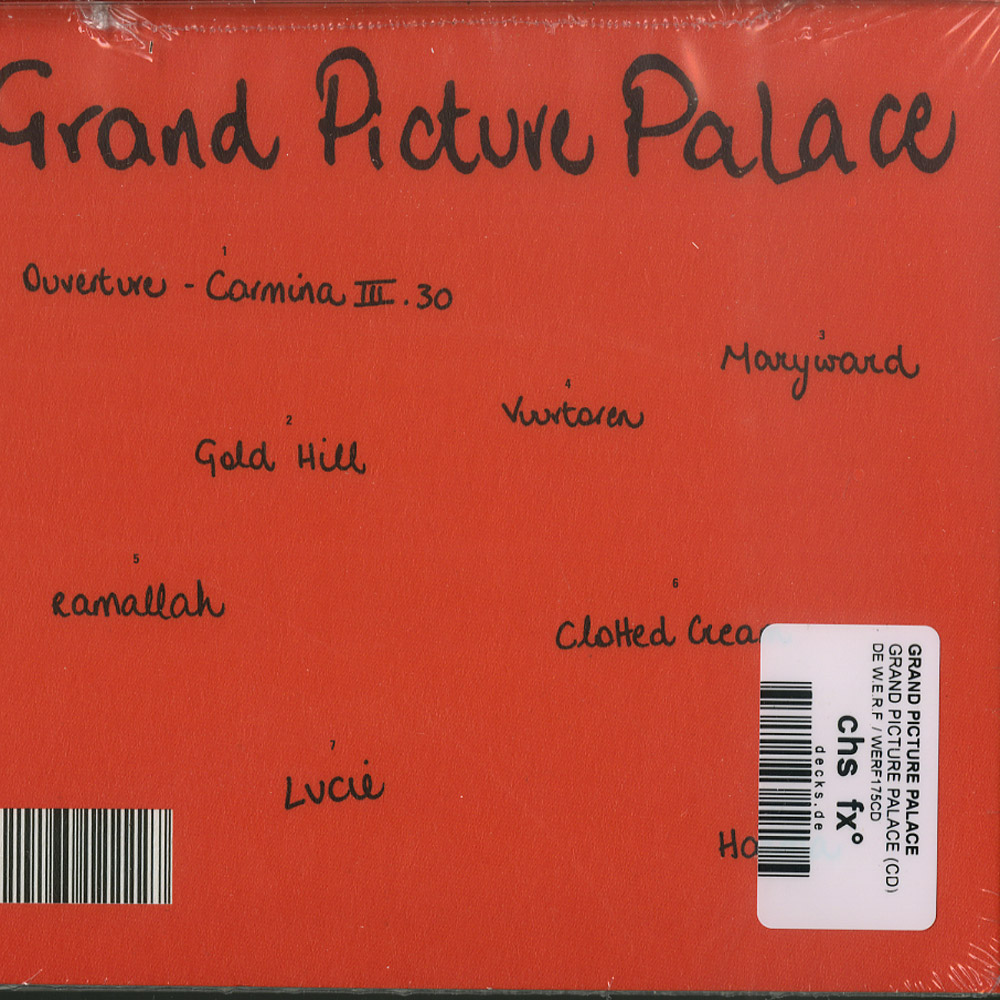 Grand Picture Palace
1
Ouverture - Carmina III.30
3
Maryward
4
Vuurtoren
2
Gold Hill
5
Ramallah
6
Clotted
7
Lucie
GRAND PICTURE PALACE
GRAND PICTURE PALACE (CD)
DE W.E.R.F / WERF175CD
chs fx°
decks.de